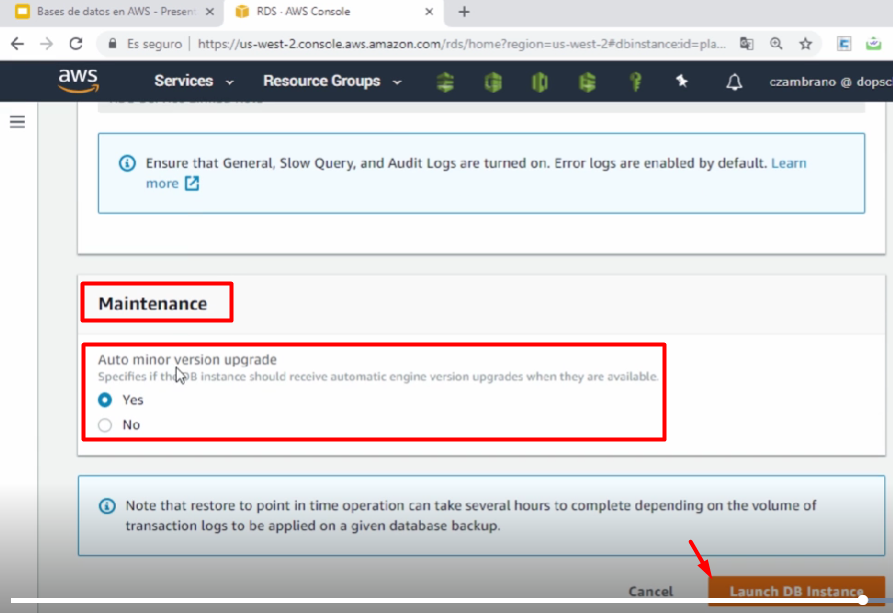 Bases de datos en AWS - Present
RDS · AWS Console
Es seguro | https://us-west-2.console.aws.amazon.com/rds/home?region=us-west-2#dbinstance:id=pla...
aws Services Resource Groups czambrano @ dopsc
Ensure that General, Slow Query, and Audit Logs are turned on. Error logs are enabled by default. Learn
more
Maintenance
Auto minor version upgrade
Specifies if the DB instance should receive automatic engine version upgrades when they are available.
Yes
No
Note that restore to point in time operation can take several hours to complete depending on the volume of
transaction logs to be applied on a given database backup.
Cancel Launch DB Instance